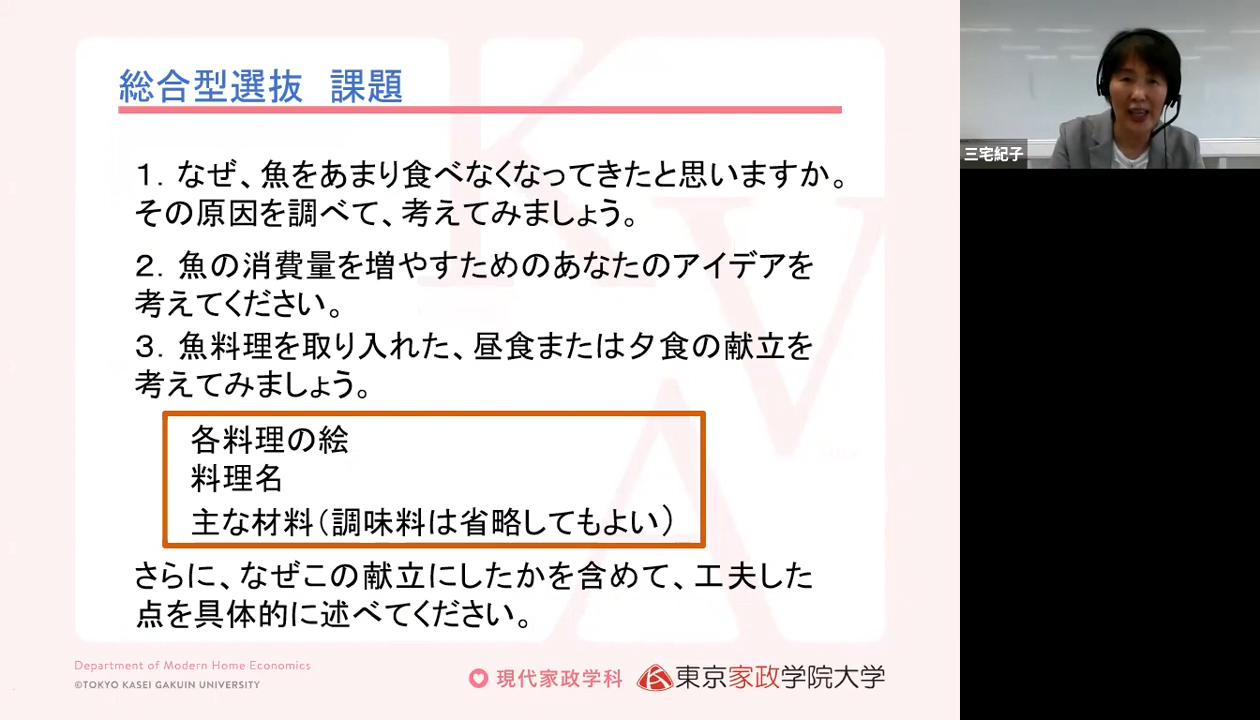 総合型選抜　課題
１．なぜ、魚をあまり食べなくなってきたと思いますか。
その原因を調べて、考えてみましょう。
２．魚の消費量を増やすためのあなたのアイデアを
考えてください。
３．魚料理を取り入れた、昼食または夕食の献立を
考えてみましょう。
各料理の絵
料理名
主な材料（調味料は省略してもよい）
さらに、なぜこの献立にしたかを含めて、工夫した
点を具体的に述べてください。
Department of Modern Home Economics
©TOKYO KASEI GAKUIN UNIVERSITY
現代家政学科
東京家政学院大学
三宅紀子